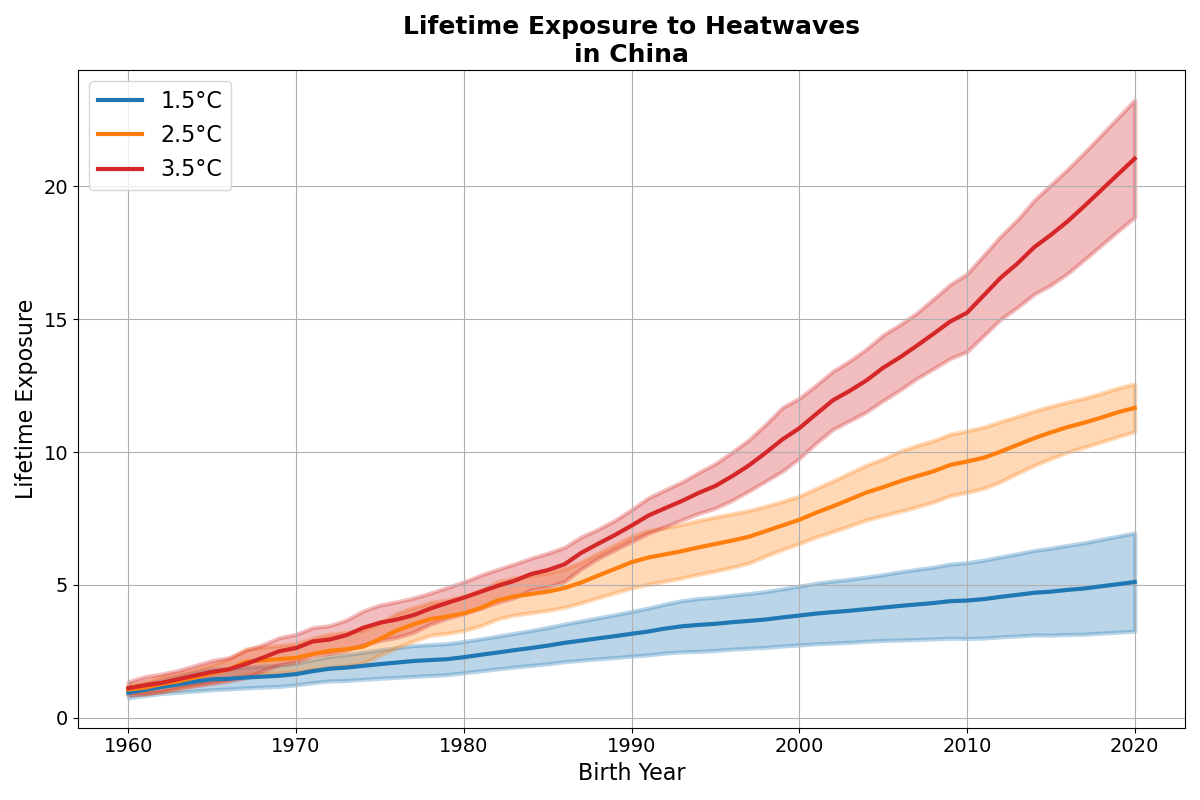 Lifetime Exposure to Heatwaves
in China
1.5°C
2.5°C
3.5°C
Lifetime Exposure
20
15
10
5
0
1960 1970 1980 1990 2000 2010 2020
Birth Year